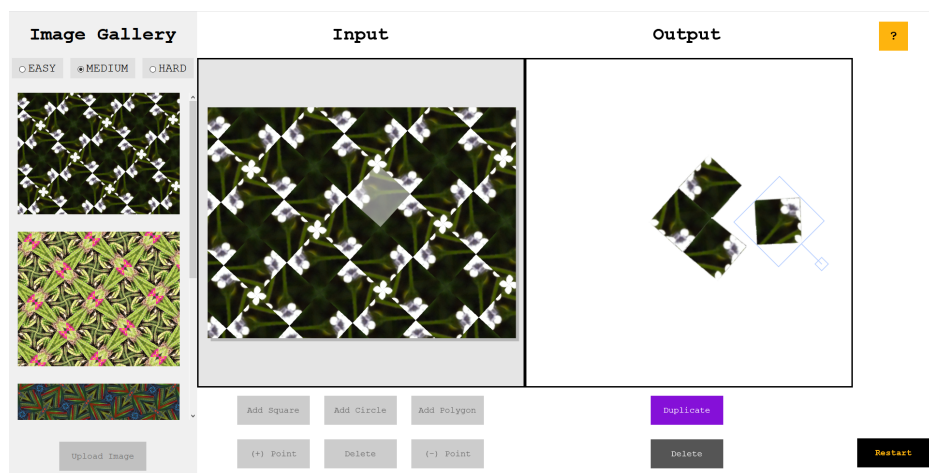 Image Gallery
Input
Output
?
EASY
MEDIUM
HARD
Add Square
Add Circle
Add Polygon
Duplicate
Upload Image
(+) Point
Delete
(-) Point
Delete
Restart